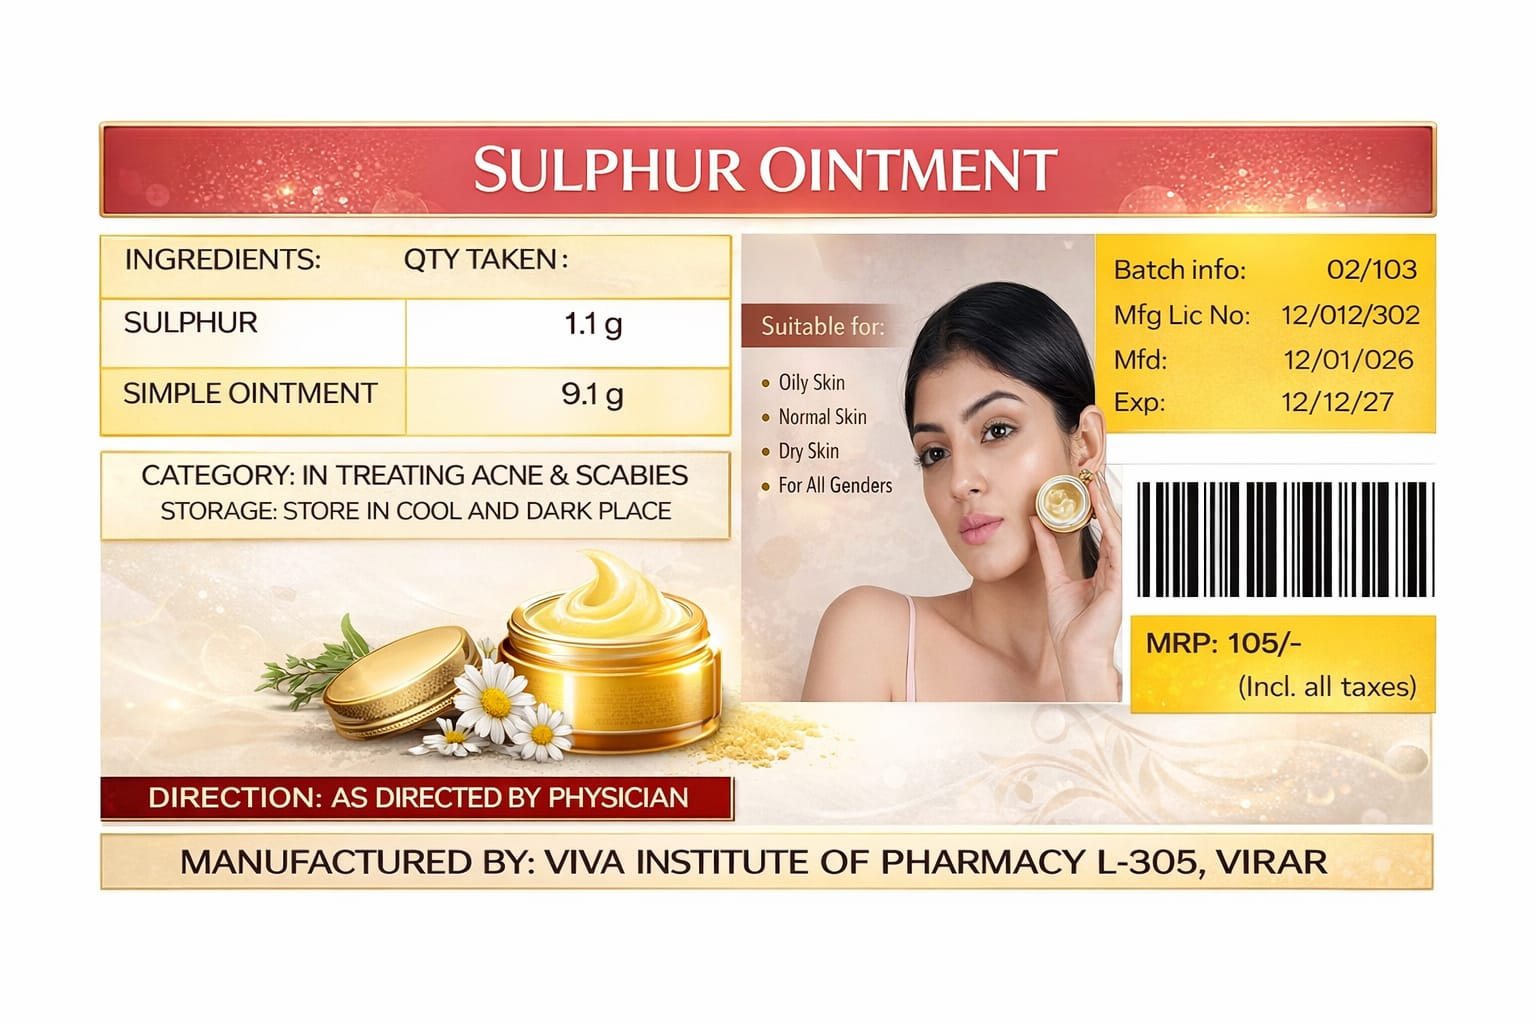 SULPHUR OINTMENT
INGREDIENTS: QTY TAKEN:
SULPHUR 1.1 g
SIMPLE OINTMENT 9.1 g
CATEGORY: IN TREATING ACNE & SCABIES
STORAGE: STORE IN COOL AND DARK PLACE
Suitable for:
• Oily Skin
• Normal Skin
• Dry Skin
• For All Genders
Batch info: 02/103
Mfg Lic No: 12/012/302
Mfd: 12/01/026
Exp: 12/12/27
MRP: 105/-
(Incl. all taxes)
DIRECTION: AS DIRECTED BY PHYSICIAN
MANUFACTURED BY: VIVA INSTITUTE OF PHARMACY L-305, VIRAR